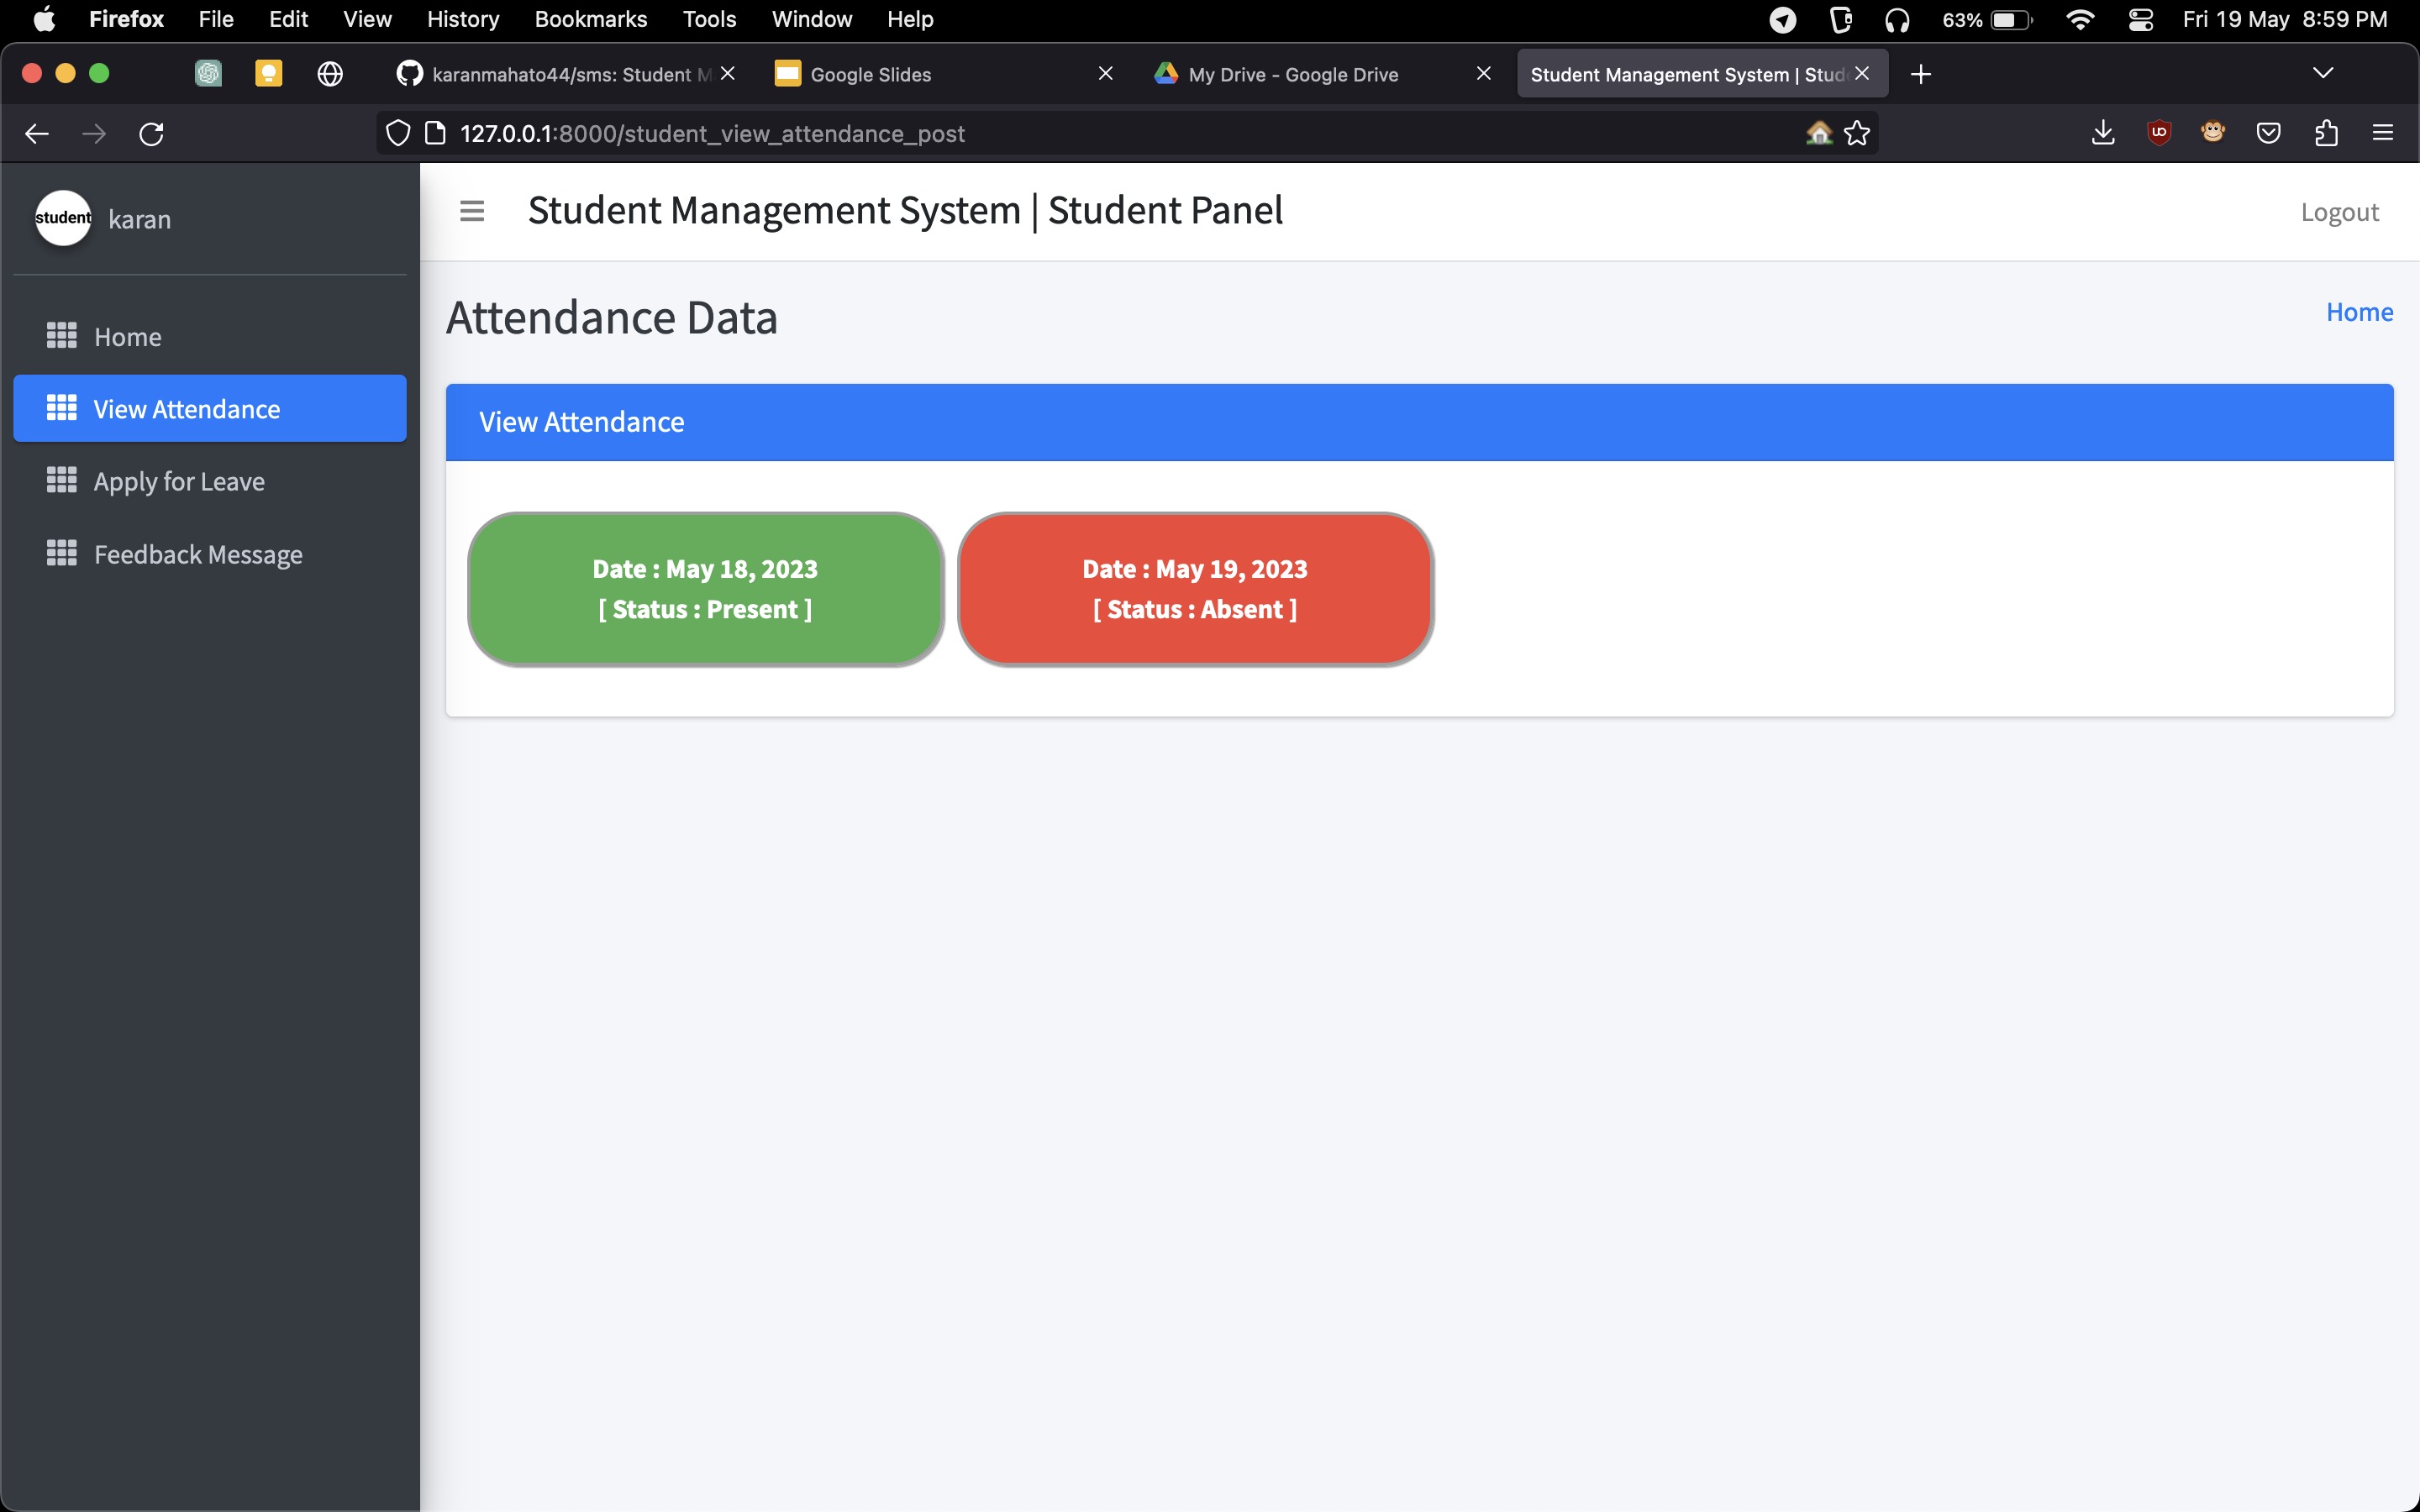 Firefox File Edit View History Bookmarks Tools Window Help 63% Fri 19 May 8:59 PM
karanmahato44/sms: Student M Google Slides My Drive - Google Drive Student Management System | Stud
127.0.0.1:8000/student_view_attendance_post
student karan
Student Management System | Student Panel
Logout
Home
View Attendance
Apply for Leave
Feedback Message
Attendance Data
Home
View Attendance
Date : May 18, 2023
[ Status : Present ]
Date : May 19, 2023
[ Status : Absent ]